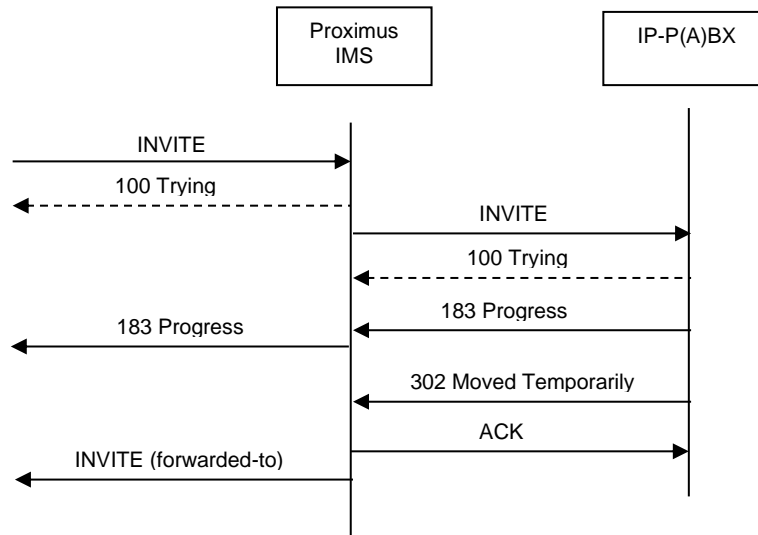 Proximus
IMS
IP-P(A)BX
INVITE
100 Trying
INVITE
100 Trying
183 Progress
183 Progress
302 Moved Temporarily
ACK
INVITE (forwarded-to)